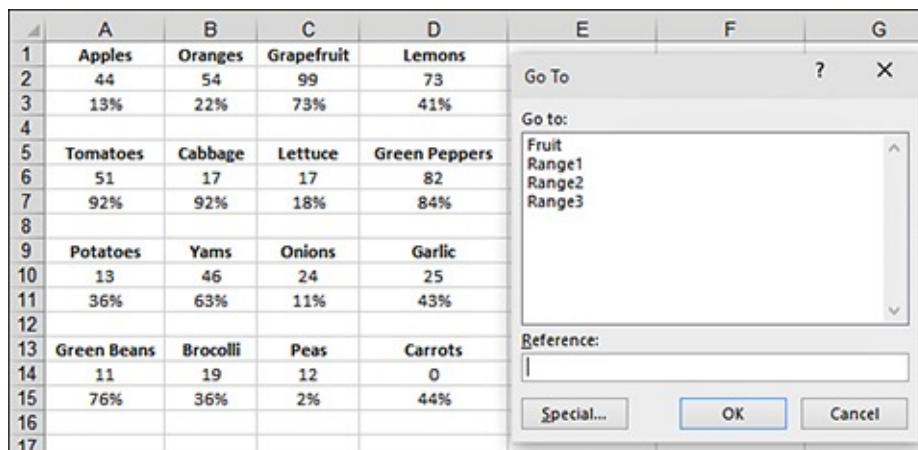 A B C D E F G
1 Apples Oranges Grapefruit Lemons
2 44 54 99 73
3 13% 22% 73% 41%
4
5 Tomatoes Cabbage Lettuce Green Peppers
6 51 17 17 82
7 92% 92% 18% 84%
8
9 Potatoes Yams Onions Garlic
10 13 46 24 25
11 36% 63% 11% 43%
12
13 Green Beans Brocolli Peas Carrots
14 11 19 12 0
15 76% 36% 2% 44%
16
17
Go To ? ×
Go to:
Fruit
Range1
Range2
Range3
Reference:
Special... OK Cancel